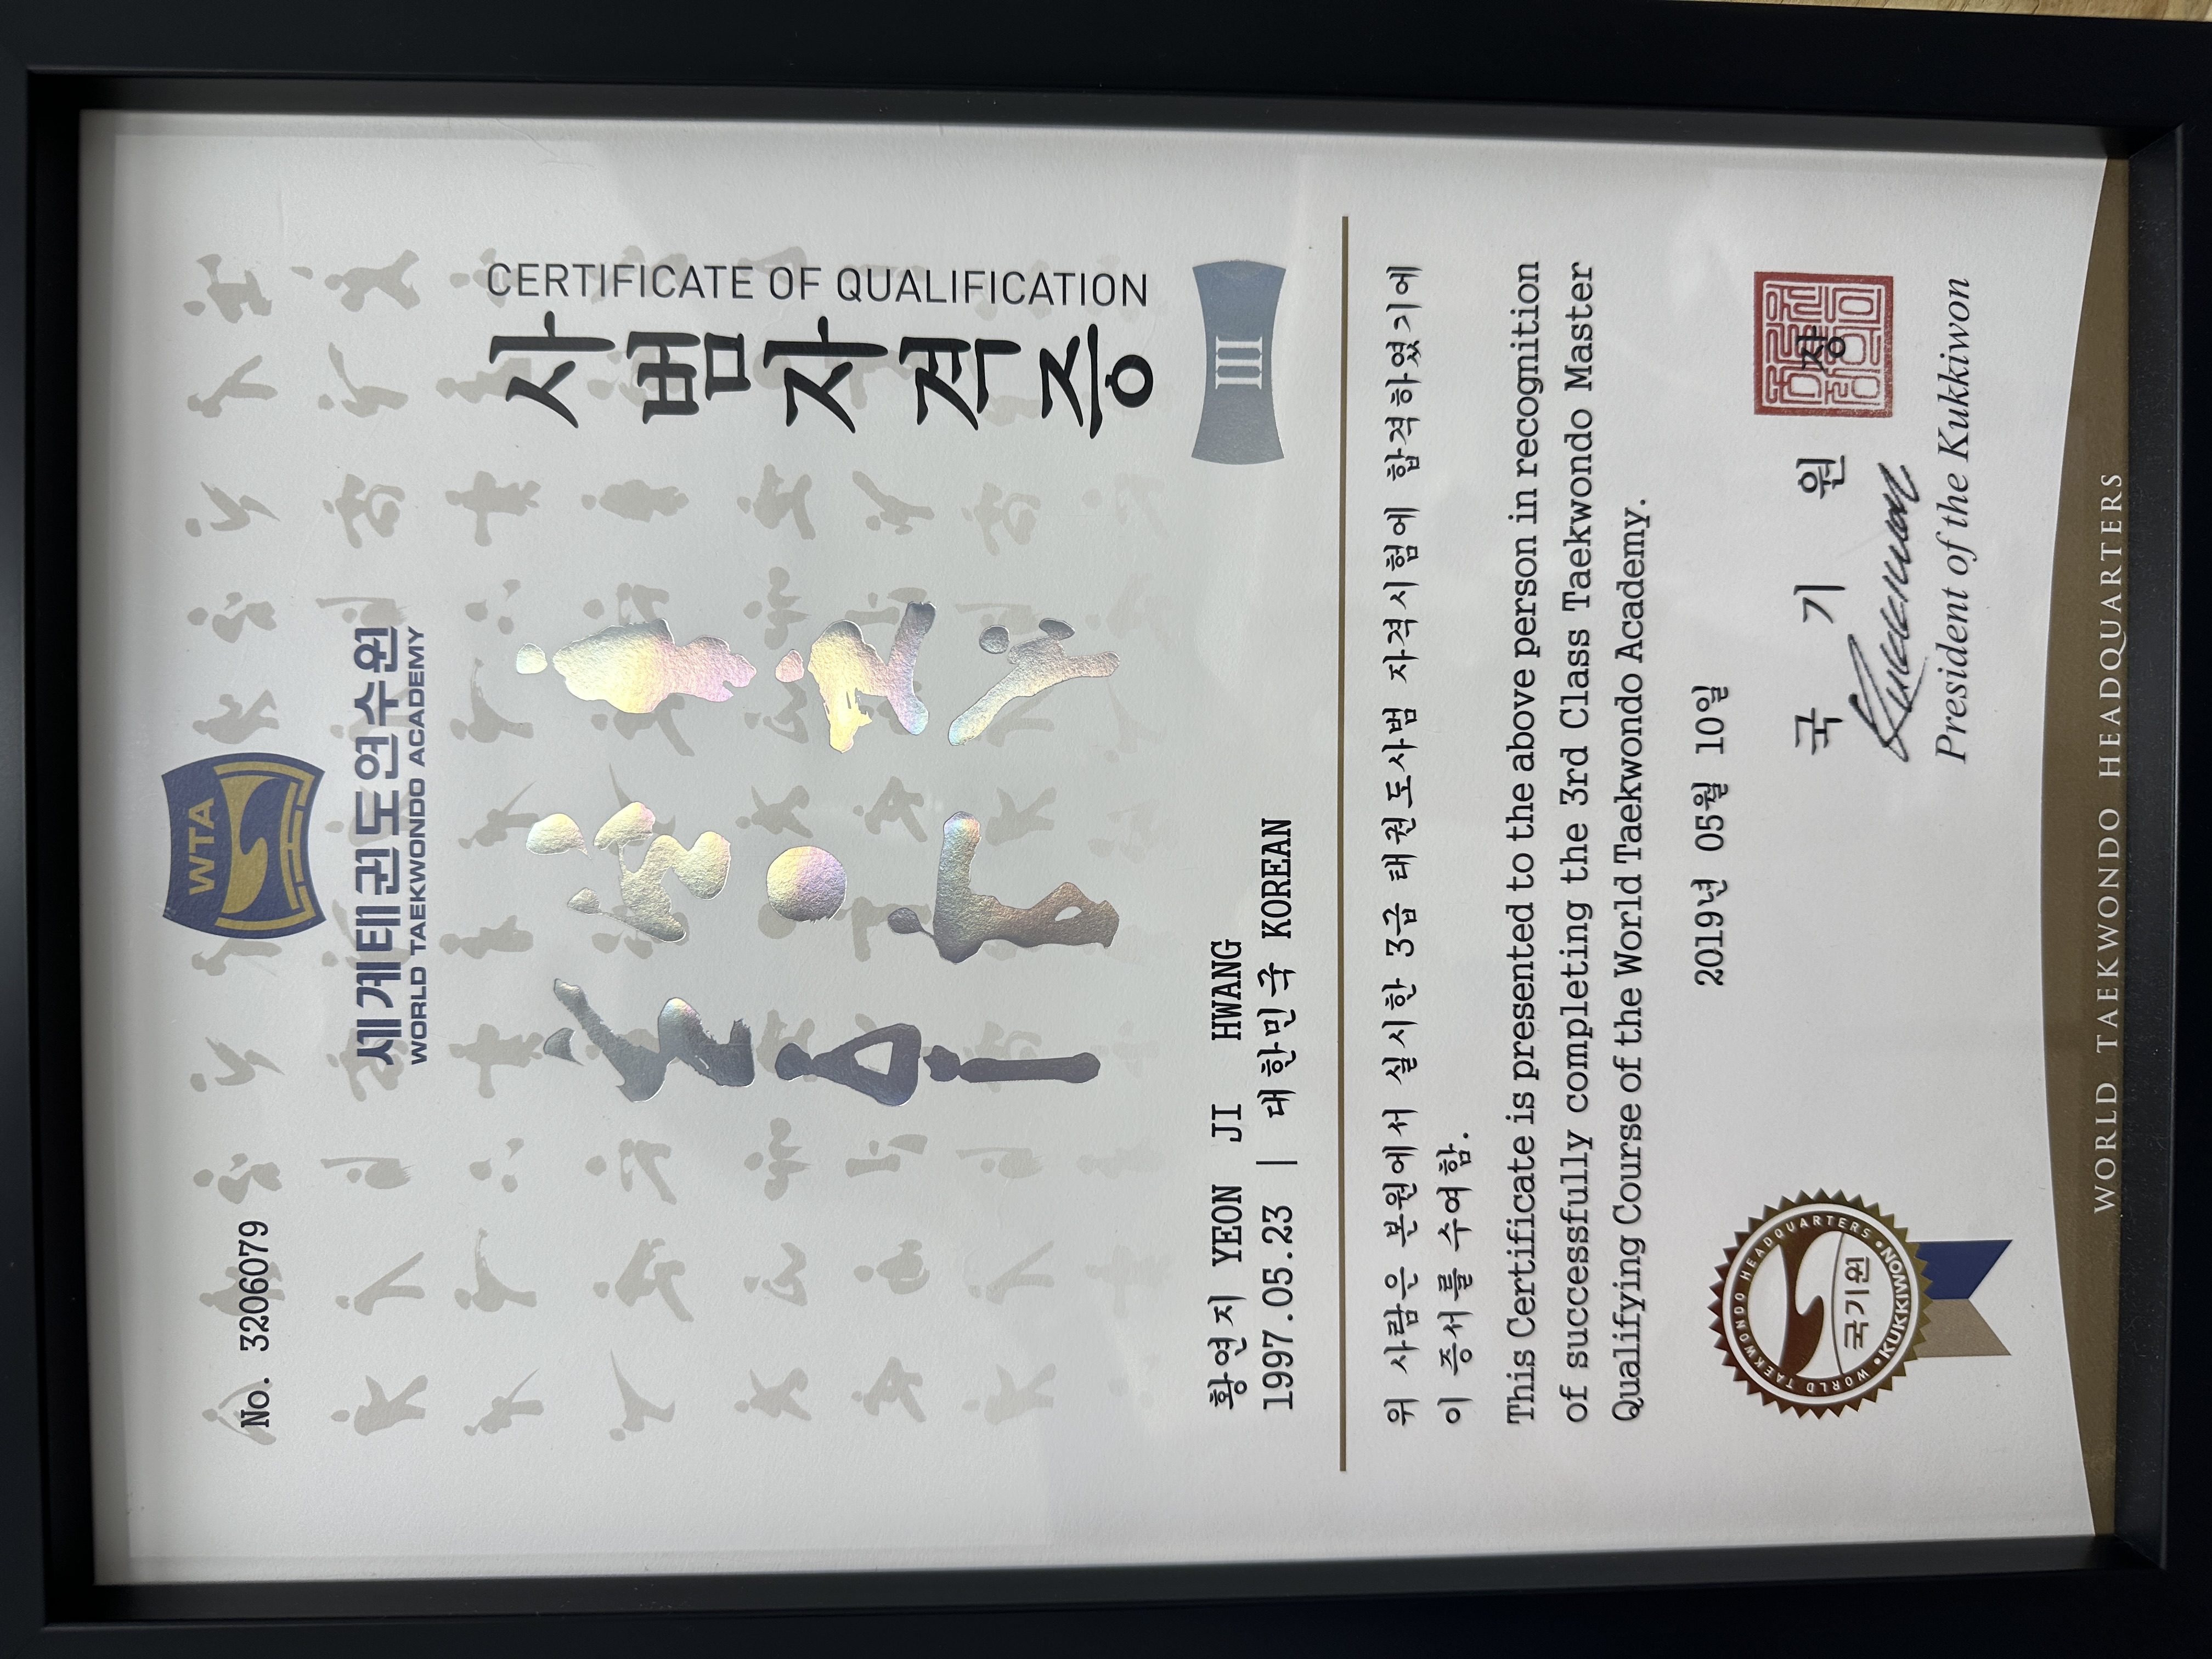 No. 3206079
WTA
세계태권도연수원
WORLD TAEKWONDO ACADEMY
CERTIFICATE OF QUALIFICATION
사범자격증
III
황연지 YEON JI HWANG
1997.05.23 | 대한민국 KOREAN
위 사람은 본원에서 실시한 3급 태권도사범 자격시험에 합격하였기에
이 증서를 수여함.
This Certificate is presented to the above person in recognition
of successfully completing the 3rd Class Taekwondo Master
Qualifying Course of the World Taekwondo Academy.
2019년 05월 10일
국 기 원 장
President of the Kukkiwon
WORLD TAEKWONDO HEADQUARTERS
국기원
KUKKIWON
WORLD TAEKWONDO HEADQUARTERS